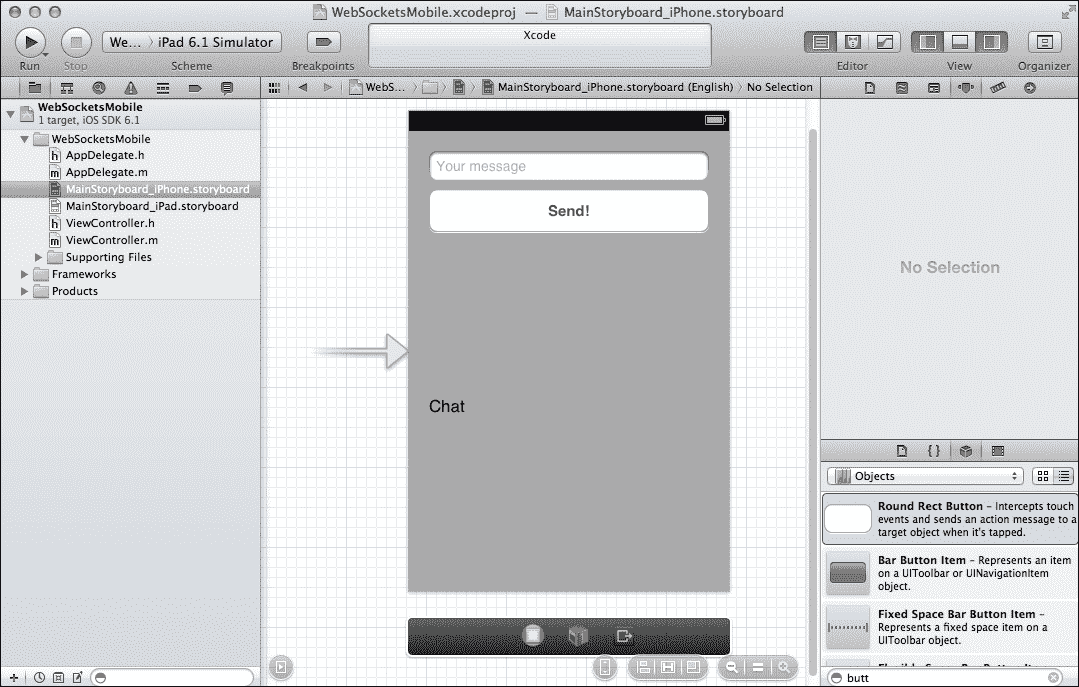 WebSocketsMobile.xcodeproj — MainStoryboard_iPhone.storyboard
We... › iPad 6.1 Simulator
Xcode
Run Stop Scheme Breakpoints Editor View Organizer
WebS... › MainStoryboard_iPhone.storyboard (English) › No Selection
WebSocketsMobile
1 target, iOS SDK 6.1
WebSocketsMobile
h AppDelegate.h
m AppDelegate.m
MainStoryboard_iPhone.storyboard
MainStoryboard_iPad.storyboard
h ViewController.h
m ViewController.m
Supporting Files
Frameworks
Products
Your message
Send!
Chat
No Selection
{ }
Objects
Round Rect Button – Intercepts touch
events and sends an action message to a
target object when it's tapped.
Bar Button Item – Represents an item
on a UIToolbar or UINavigationItem
object.
Fixed Space Bar Button Item –
Represents a fixed space item on a
UIToolbar object.
butt